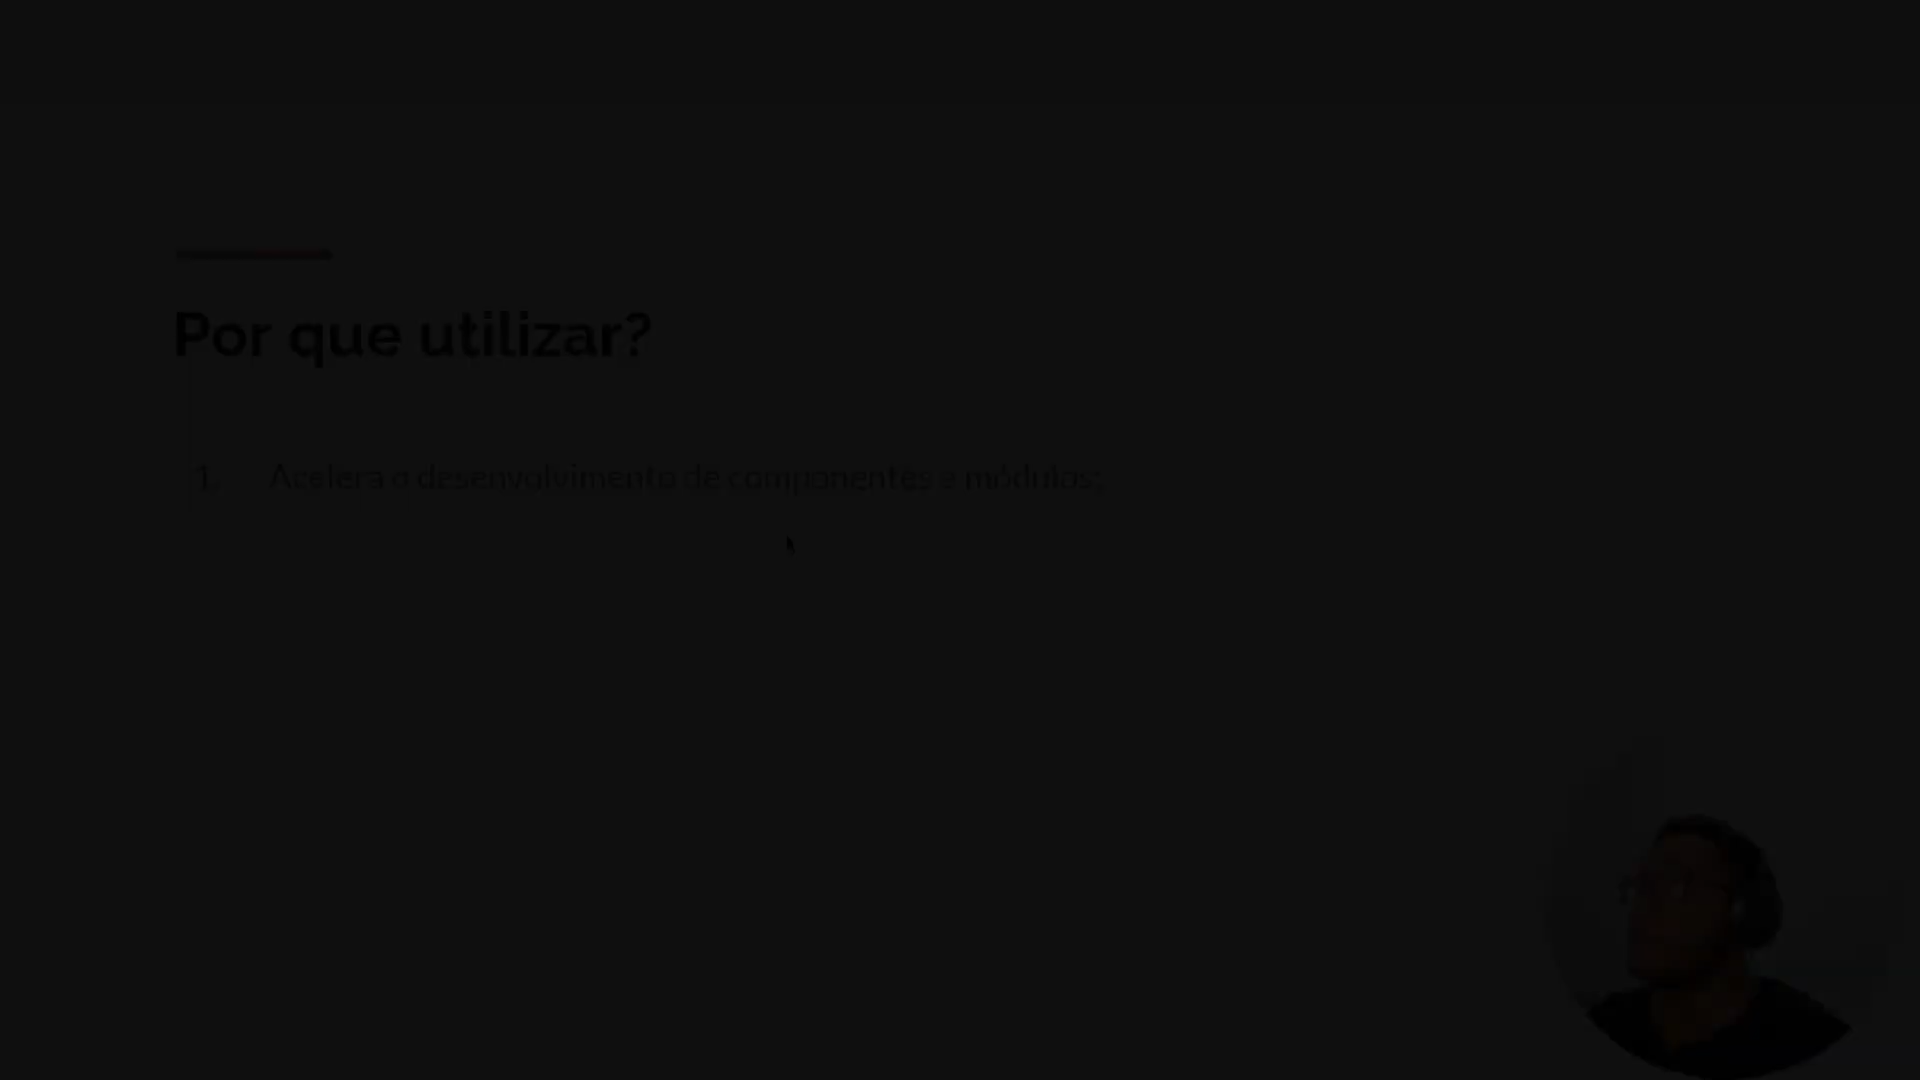 Por que utilizar?
1. Acelera o desenvolvimento de componentes e módulos;